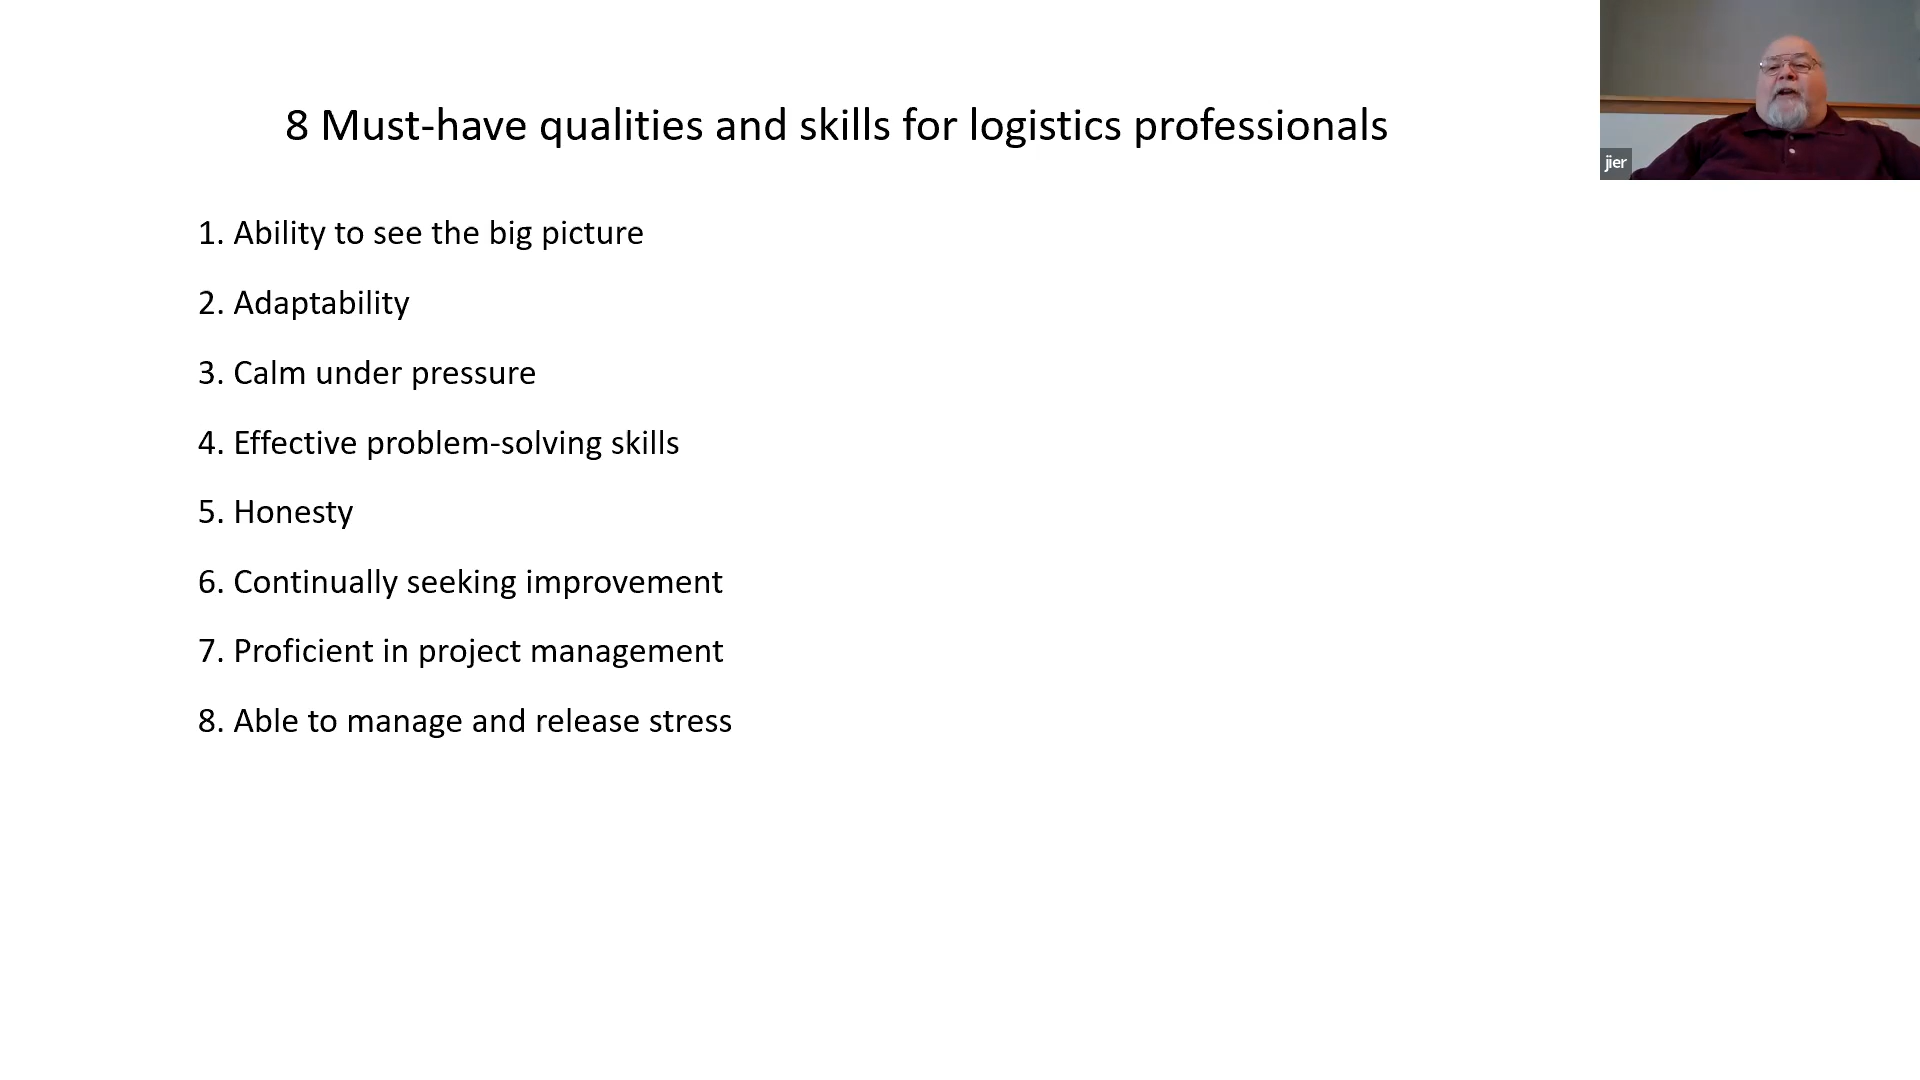 8 Must-have qualities and skills for logistics professionals
1. Ability to see the big picture
2. Adaptability
3. Calm under pressure
4. Effective problem-solving skills
5. Honesty
6. Continually seeking improvement
7. Proficient in project management
8. Able to manage and release stress
jier